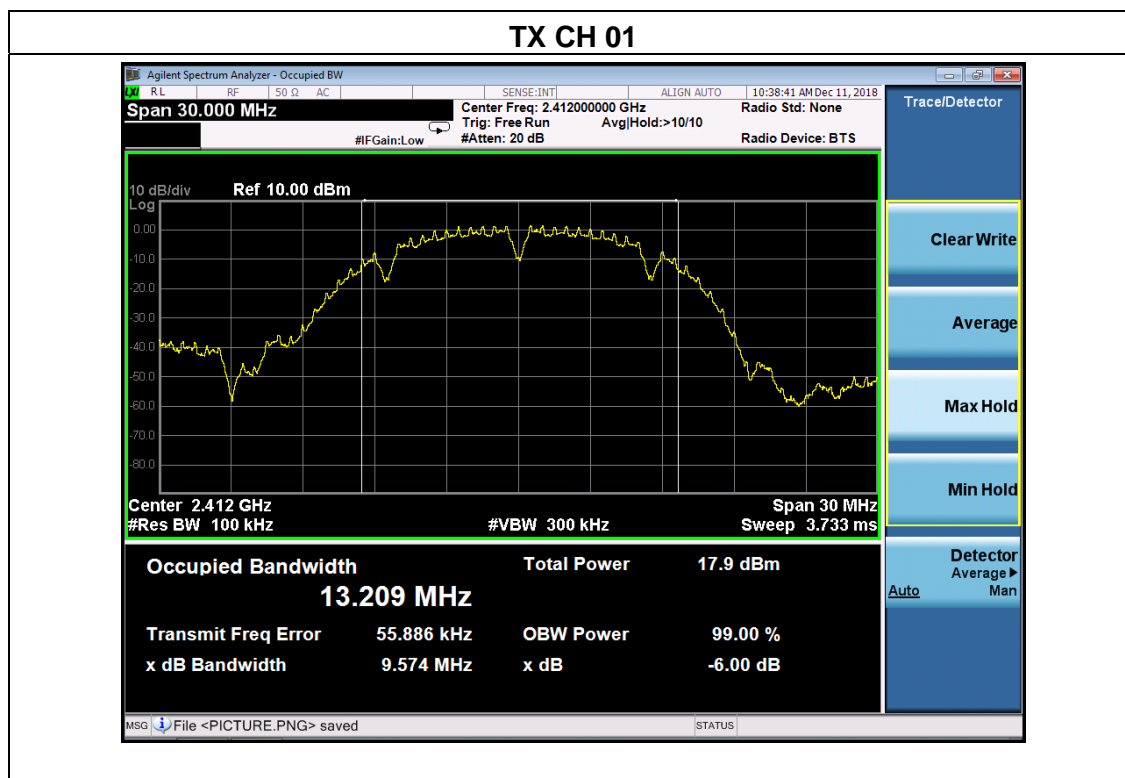 TX CH 01
Agilent Spectrum Analyzer - Occupied BW
LXI RL RF 50 Ω AC SENSE:INT ALIGN AUTO 10:38:41 AM Dec 11, 2018
Span 30.000 MHz
Center Freq: 2.412000000 GHz
Radio Std: None
Trig: Free Run Avg|Hold:>10/10
#IFGain:Low
#Atten: 20 dB
Radio Device: BTS
Trace/Detector
10 dB/div Ref 10.00 dBm
Log
0.00
-10.0
-20.0
-30.0
-40.0
-50.0
-60.0
-70.0
-80.0
Center 2.412 GHz
Span 30 MHz
#Res BW 100 kHz
#VBW 300 kHz
Sweep 3.733 ms
Clear Write
Average
Max Hold
Min Hold
Detector
Average▶
Auto Man
Occupied Bandwidth
13.209 MHz
Total Power 17.9 dBm
Transmit Freq Error 55.886 kHz
OBW Power 99.00 %
x dB Bandwidth 9.574 MHz
x dB -6.00 dB
MSG File <PICTURE.PNG> saved
STATUS